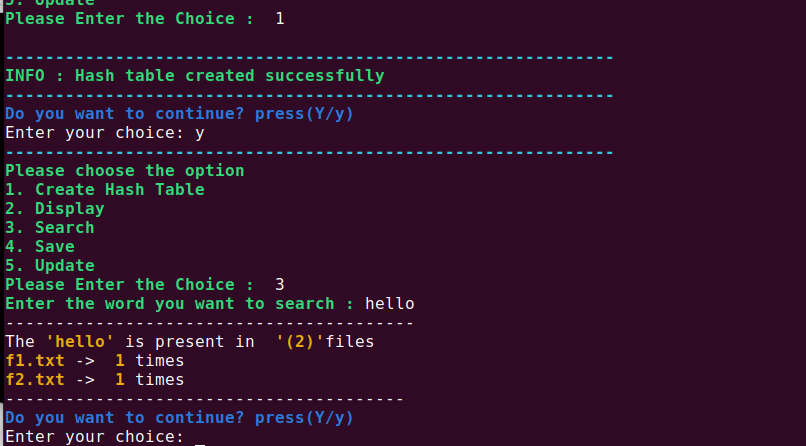 5. Update
Please Enter the Choice :  1
-------------------------------------------------------------
INFO : Hash table created successfully
-------------------------------------------------------------
Do you want to continue? press(Y/y)
Enter your choice: y
-------------------------------------------------------------
Please choose the option
1. Create Hash Table
2. Display
3. Search
4. Save
5. Update
Please Enter the Choice :  3
Enter the word you want to search : hello
-----------------------------------------
The 'hello' is present in  '(2)'files
f1.txt ->  1 times
f2.txt ->  1 times
----------------------------------------
Do you want to continue? press(Y/y)
Enter your choice: